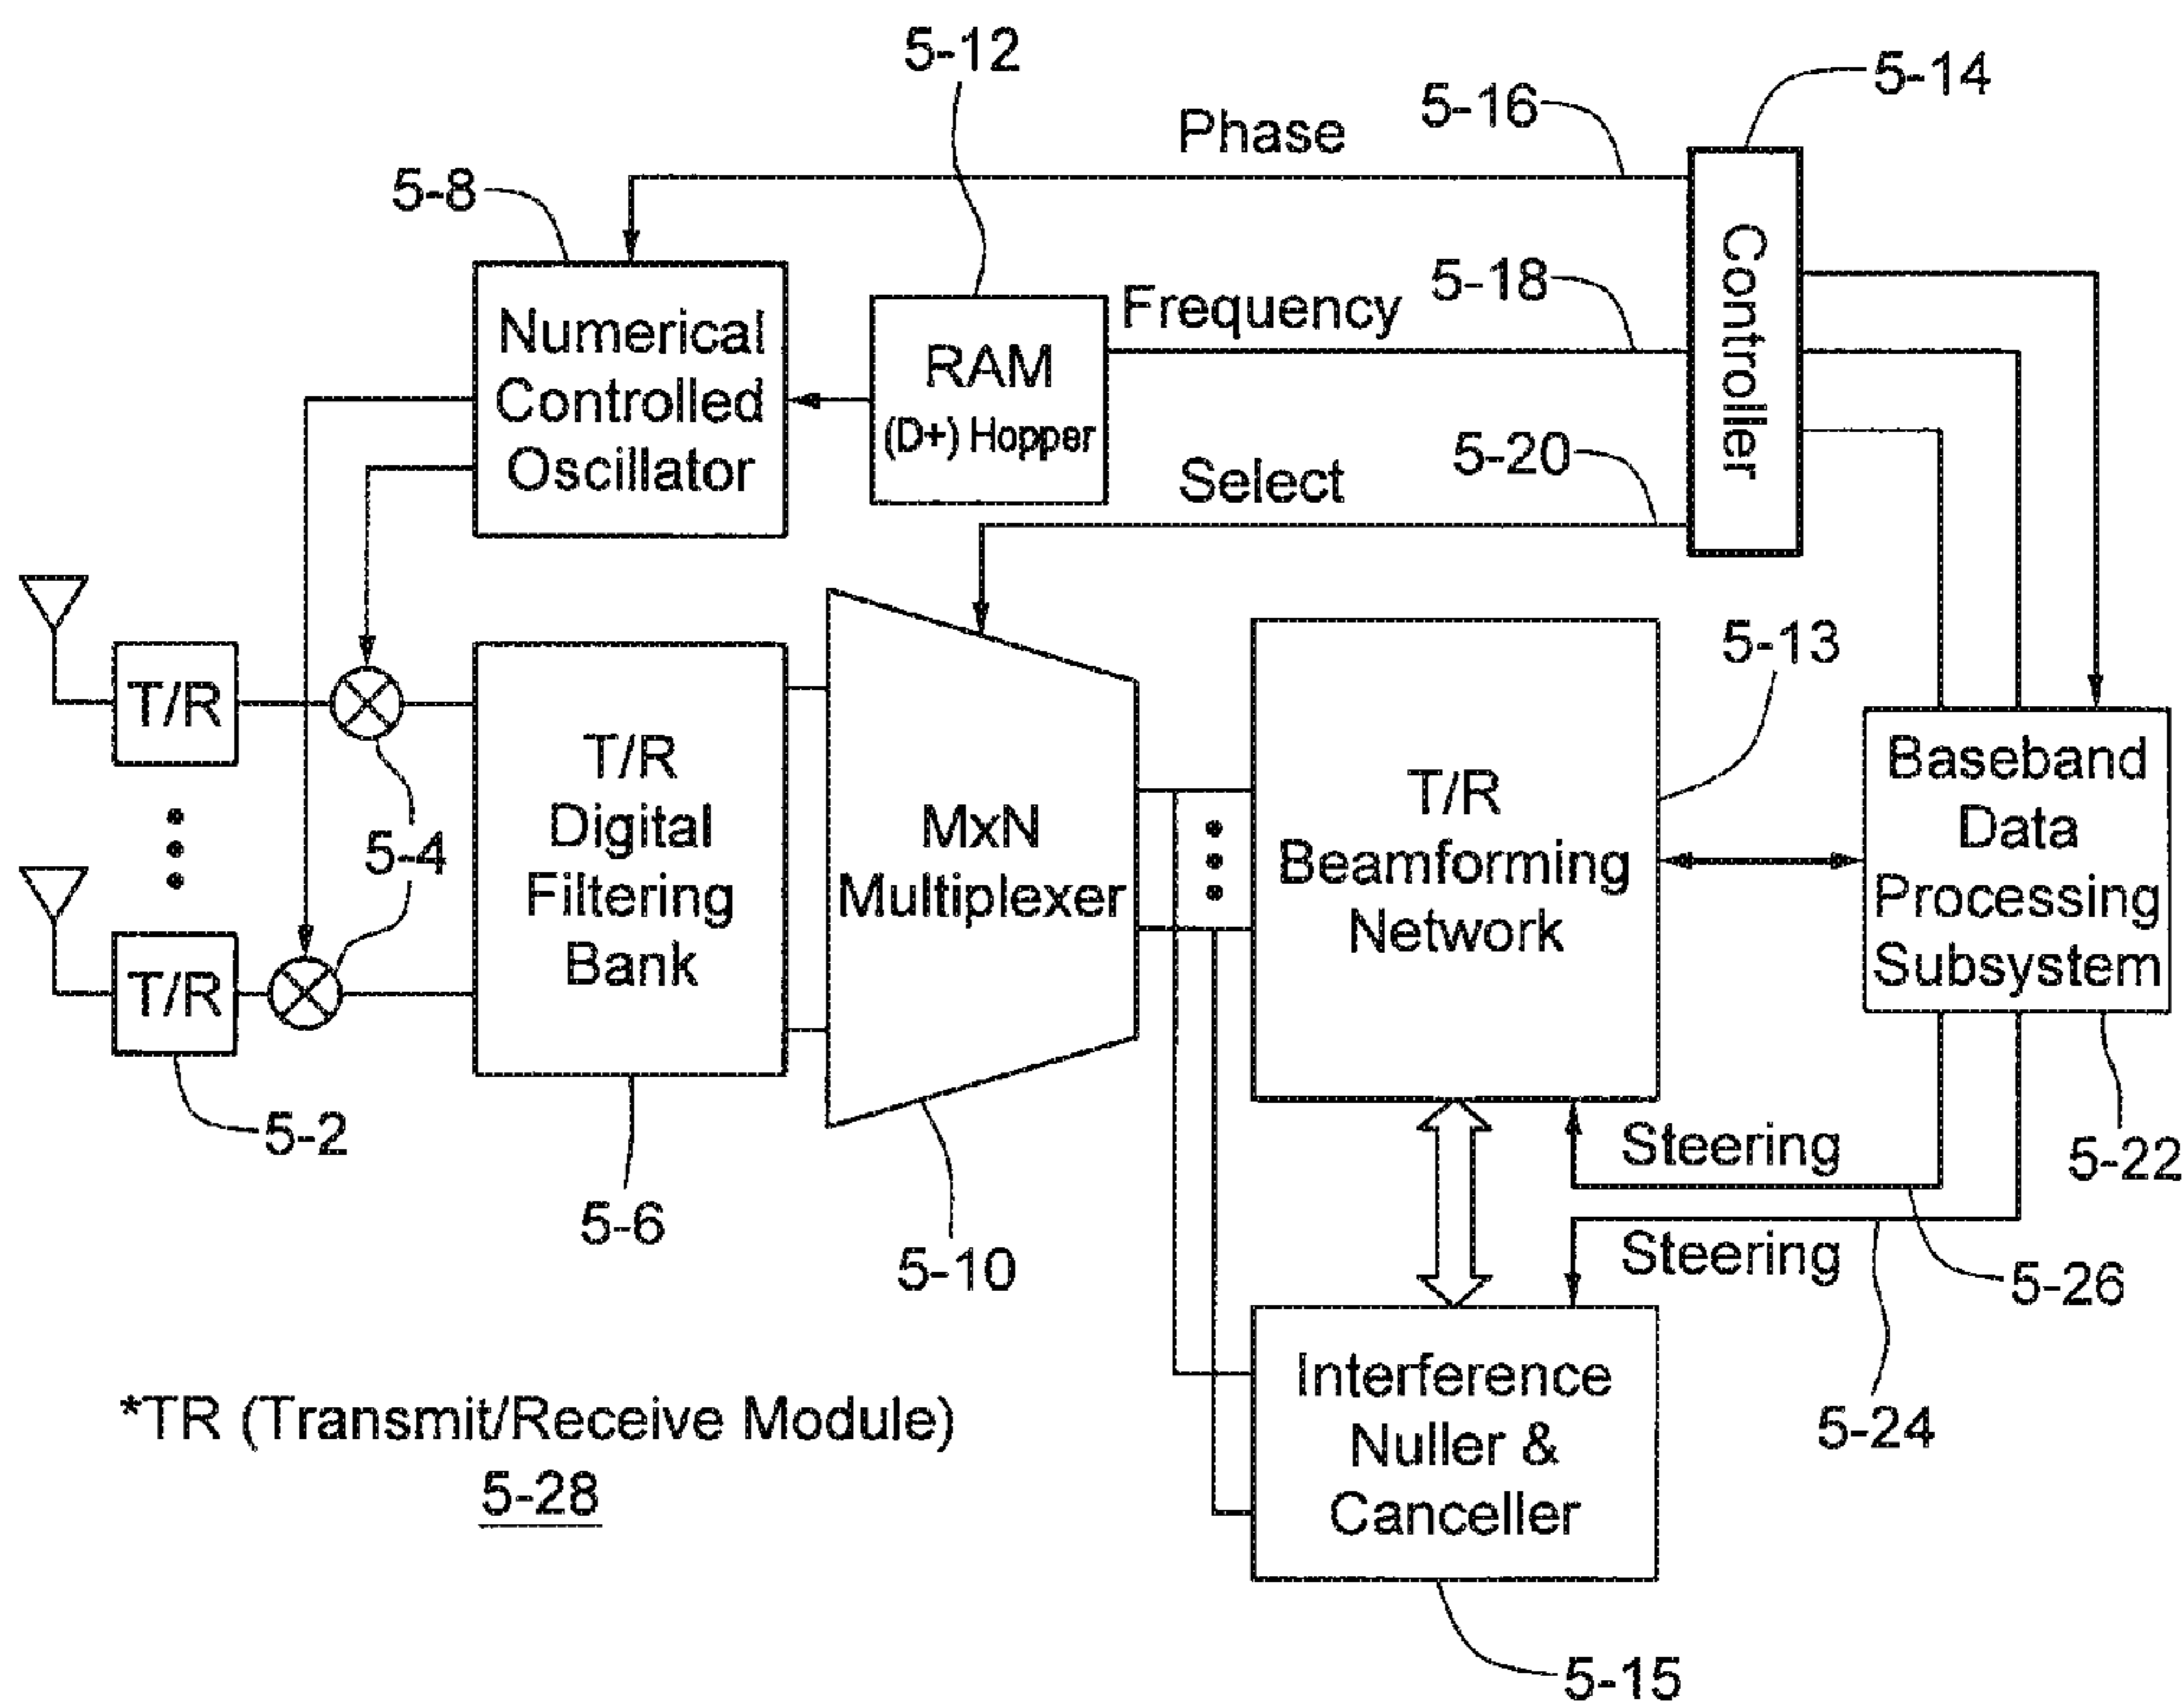 5-12
5-14
5-16
Phase
5-8
Controller
5-18
Frequency
Numerical
Controlled
Oscillator
RAM
(D+) Hopper
5-20
Select
5-13
T/R
T/R
Digital
Filtering
Bank
MxN
Multiplexer
T/R
Beamforming
Network
Baseband
Data
Processing
Subsystem
5-4
T/R
5-2
Steering
5-22
5-6
5-10
Steering
5-26
Interference
Nuller &
Canceller
*TR (Transmit/Receive Module)
5-24
5-28
5-15